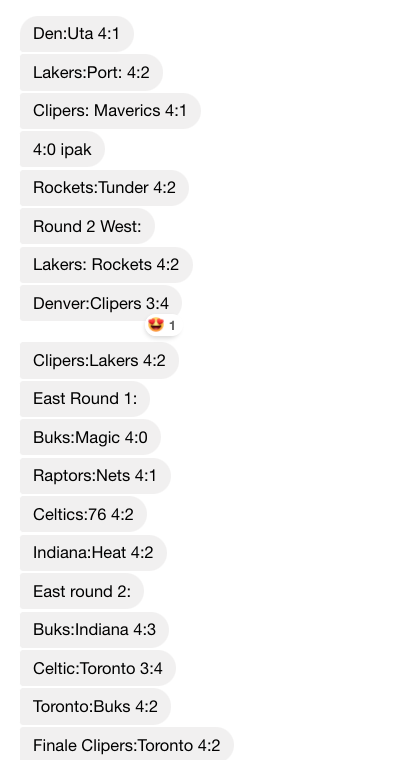 Den:Uta 4:1
Lakers:Port: 4:2
Clipers: Maverics 4:1
4:0 ipak
Rockets:Tunder 4:2
Round 2 West:
Lakers: Rockets 4:2
Denver:Clipers 3:4
1
Clipers:Lakers 4:2
East Round 1:
Buks:Magic 4:0
Raptors:Nets 4:1
Celtics:76 4:2
Indiana:Heat 4:2
East round 2:
Buks:Indiana 4:3
Celtic:Toronto 3:4
Toronto:Buks 4:2
Finale Clipers:Toronto 4:2